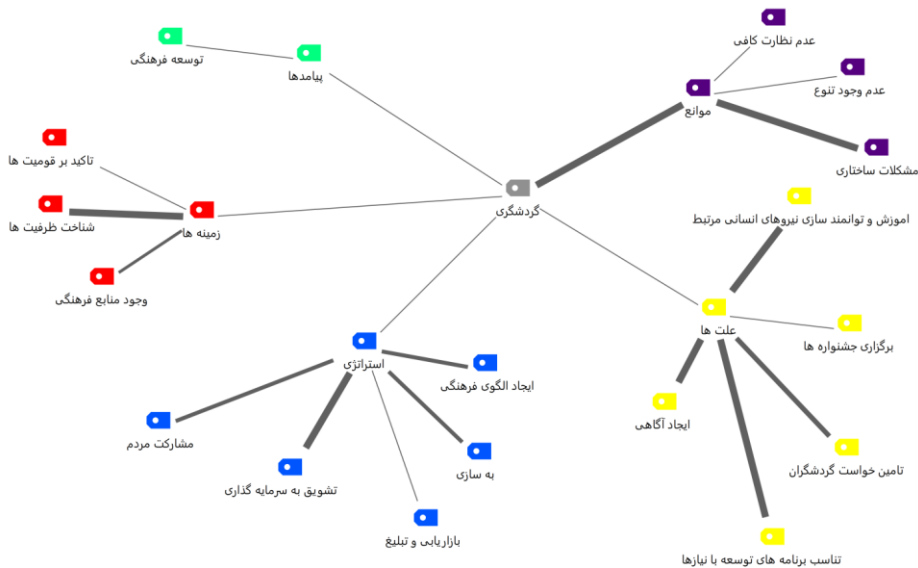 عدم نظارت کافی
توسعه فرهنگی
پیامدها
عدم وجود تنوع
موانع
تاکید بر قومیت ها
مشکلات ساختاری
گردشگری
شناخت ظرفیت ها
زمینه ها
اموزش و توانمند سازی نیروهای انسانی مرتبط
وجود منابع فرهنگی
علت ها
برگزاری جشنواره ها
استراتژی
ایجاد الگوی فرهنگی
ایجاد آگاهی
مشارکت مردم
به سازی
تامین خواست گردشگران
تشویق به سرمایه گذاری
بازاریابی و تبلیغ
تناسب برنامه های توسعه با نیازها